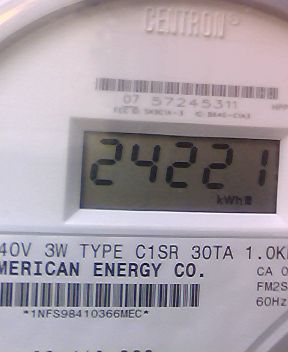 CENTRON
07 57245311
24221
kWh
40V 3W TYPE C1SR 30TA 1.0K
MERICAN ENERGY CO.
CA 0
FM2S
60Hz
*1NFS98410366MEC*